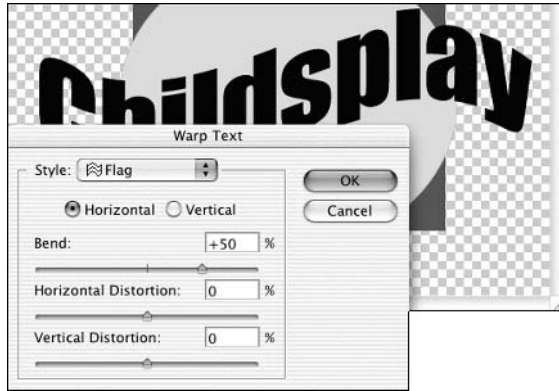 Childsplay
Warp Text
Style: Flag
OK
Horizontal Vertical
Cancel
Bend: +50 %
Horizontal Distortion: 0 %
Vertical Distortion: 0 %